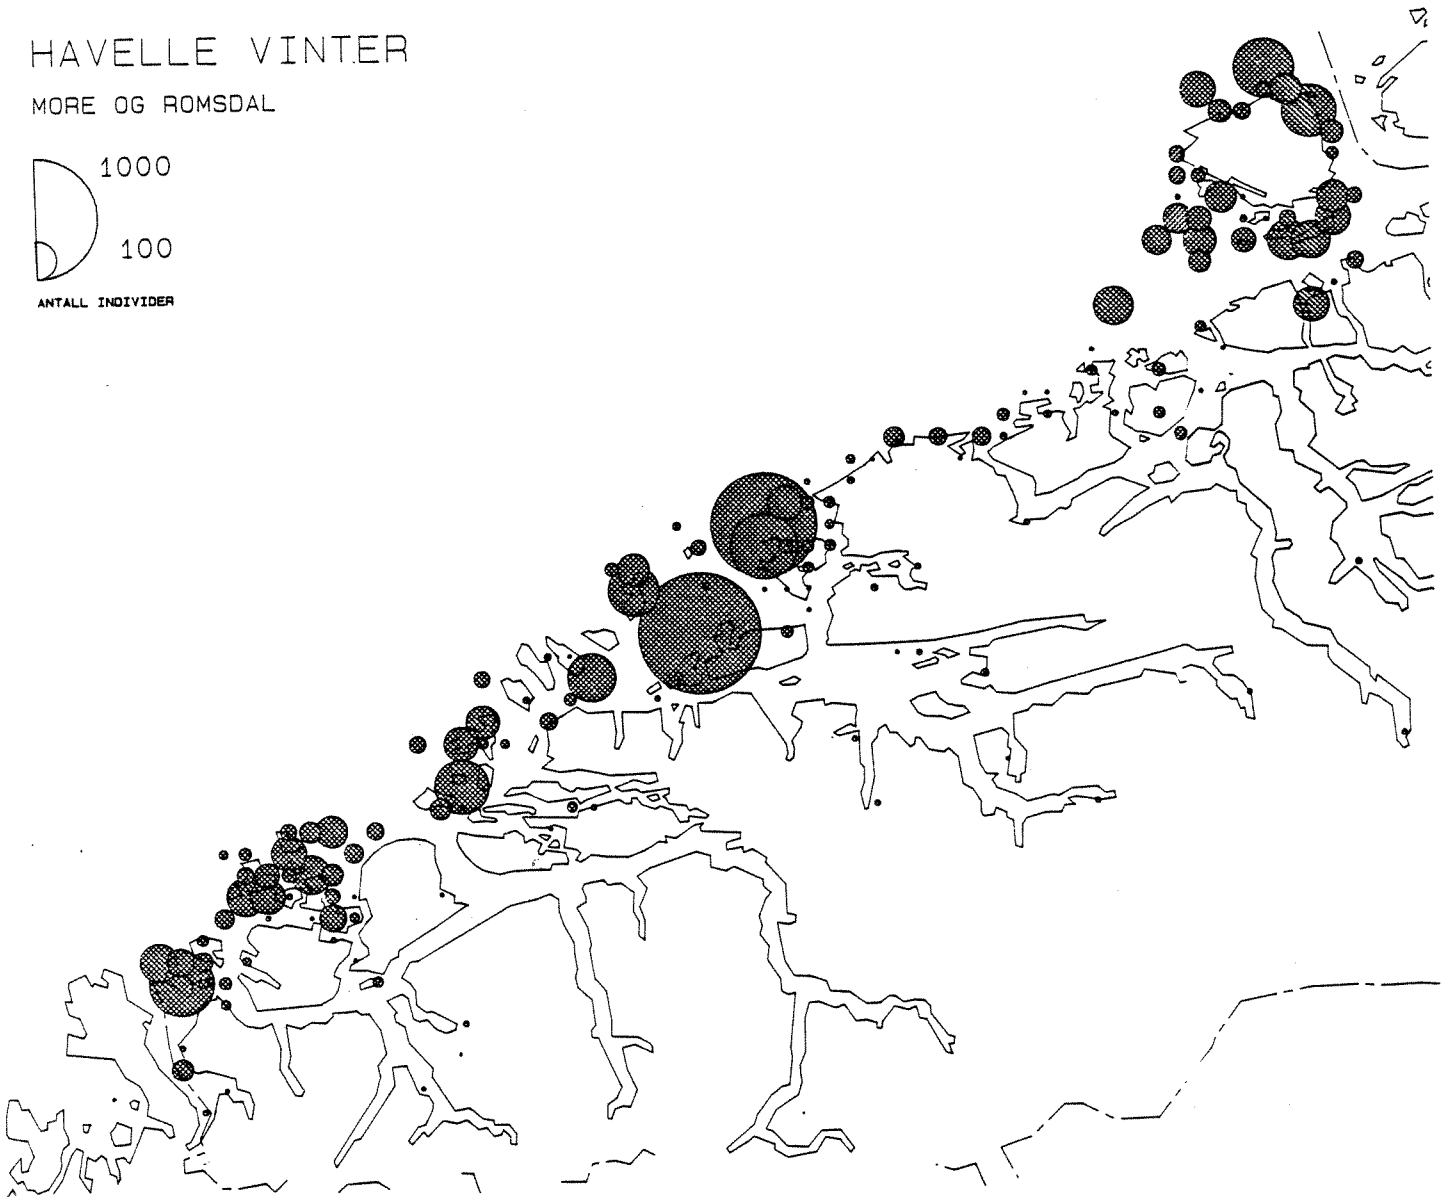 HAVELLE VINTER
MORE OG ROMSDAL
1000
100
ANTALL INDIVIDER